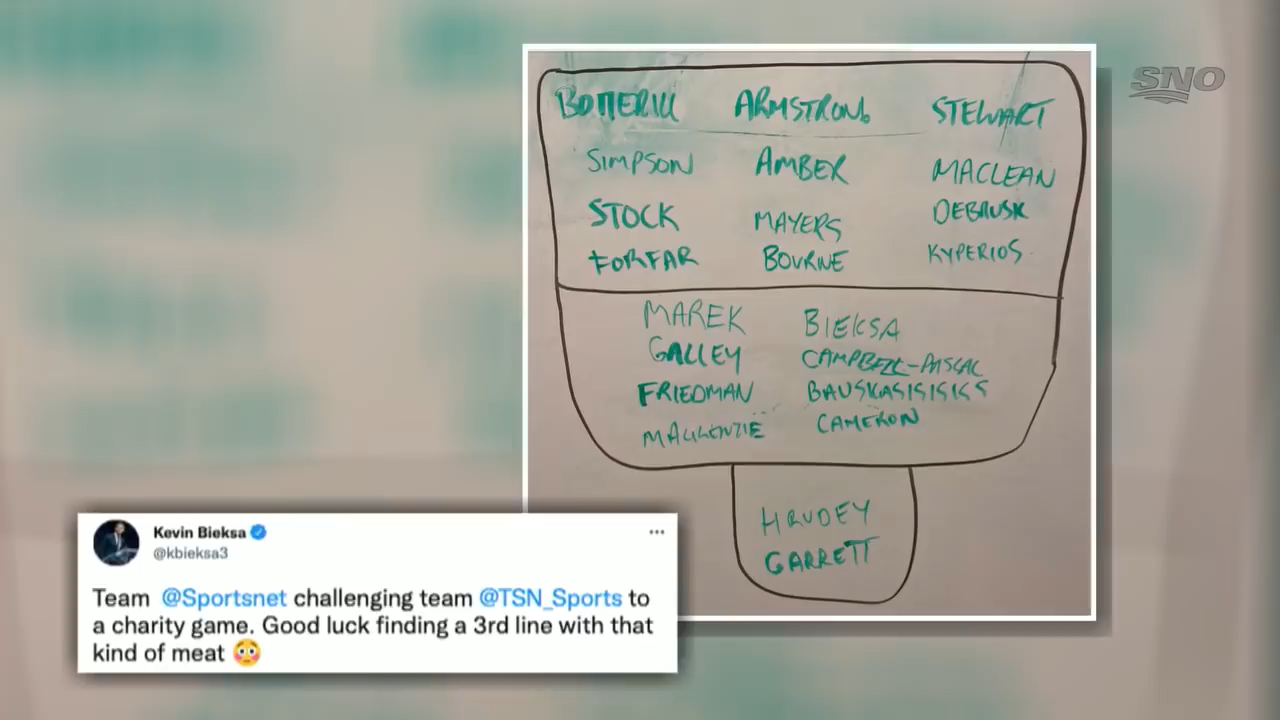 SNO
BOTTERILL ARMSTRONG STEWART
SIMPSON AMBER MACLEAN
STOCK MAYERS DEBRUSK
FORFAR BOURNE KYPERIOS
MAREK BIEKSA
GALLEY CAMPBELL-PASCAL
FRIEDMAN BAUSKASISISISS
MACKENZIE CAMERON
HRUDEY
GARRETT
Kevin Bieksa
@kbieksa3
Team @Sportsnet challenging team @TSN_Sports to
a charity game. Good luck finding a 3rd line with that
kind of meat 😳